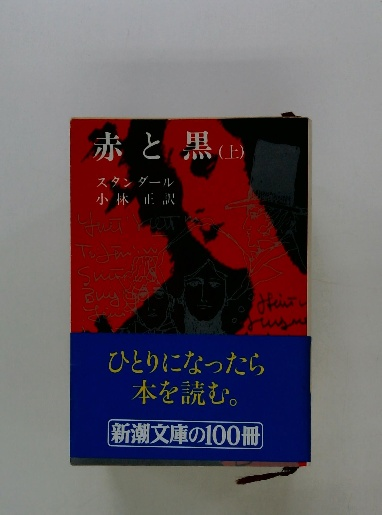 赤と黒(上)
スタンダール
小林 正 訳
ひとりになったら
本を読む。
新潮文庫の100冊